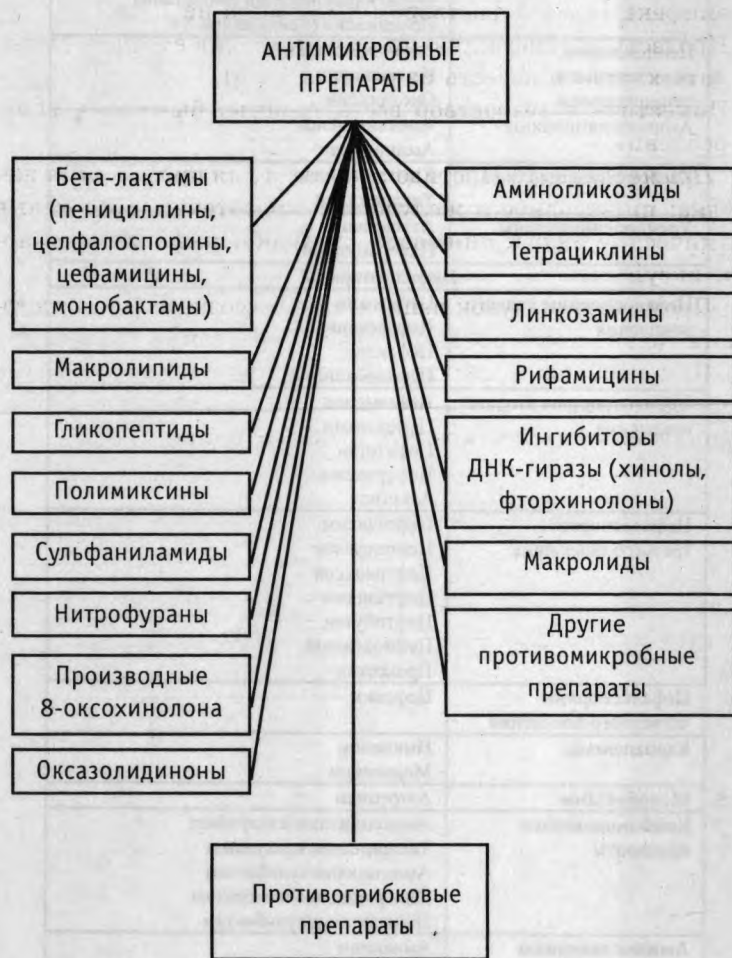 АНТИМИКРОБНЫЕ
ПРЕПАРАТЫ
Бета-лактамы
(пенициллины,
целфалоспорины,
цефамицины,
монобактамы)
Макролипиды
Гликопептиды
Полимиксины
Сульфаниламиды
Нитрофураны
Производные
8-оксохинолона
Оксазолидиноны
Аминогликозиды
Тетрациклины
Линкозамины
Рифамицины
Ингибиторы
ДНК-гиразы (хинолы,
фторхинолоны)
Макролиды
Другие
противомикробные
препараты
Противогрибковые
препараты